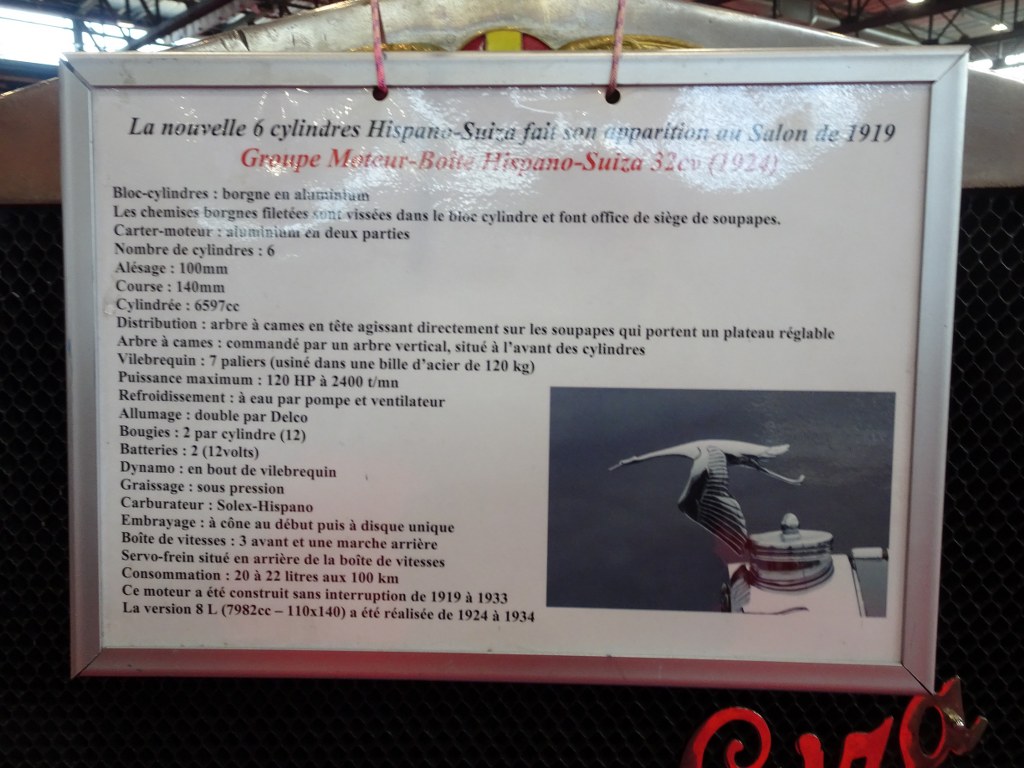 La nouvelle 6 cylindres Hispano-Suiza fait son apparition au Salon de 1919
Groupe Moteur-Boîte Hispano-Suiza 32cv (1924)
Bloc-cylindres : borgne en aluminium
Les chemises borgnes filetées sont vissées dans le bloc cylindre et font office de siège de soupapes.
Carter-moteur : aluminium en deux parties
Nombre de cylindres : 6
Alésage : 100mm
Course : 140mm
Cylindrée : 6597cc
Distribution : arbre à cames en tête agissant directement sur les soupapes qui portent un plateau réglable
Arbre à cames : commandé par un arbre vertical, situé à l'avant des cylindres
Vilebrequin : 7 paliers (usiné dans une bille d'acier de 120 kg)
Puissance maximum : 120 HP à 2400 t/mn
Refroidissement : à eau par pompe et ventilateur
Allumage : double par Delco
Bougies : 2 par cylindre (12)
Batteries : 2 (12volts)
Dynamo : en bout de vilebrequin
Graissage : sous pression
Carburateur : Solex-Hispano
Embrayage : à cône au début puis à disque unique
Boîte de vitesses : 3 avant et une marche arrière
Servo-frein situé en arrière de la boîte de vitesses
Consommation : 20 à 22 litres aux 100 km
Ce moteur a été construit sans interruption de 1919 à 1933
La version 8 L (7982cc – 110x140) a été réalisée de 1924 à 1934